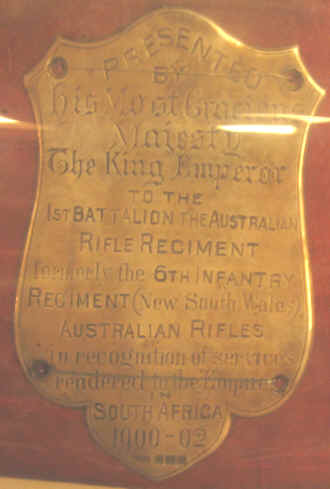 PRESENTED
BY
His Most Gracious
Majesty
The King Emperor
TO THE
1ST BATTALION THE AUSTRALIAN
RIFLE REGIMENT
formerly the 6TH INFANTRY
REGIMENT (New South Wales)
AUSTRALIAN RIFLES
in recognition of services
rendered to the Empire
IN
SOUTH AFRICA
1900-02